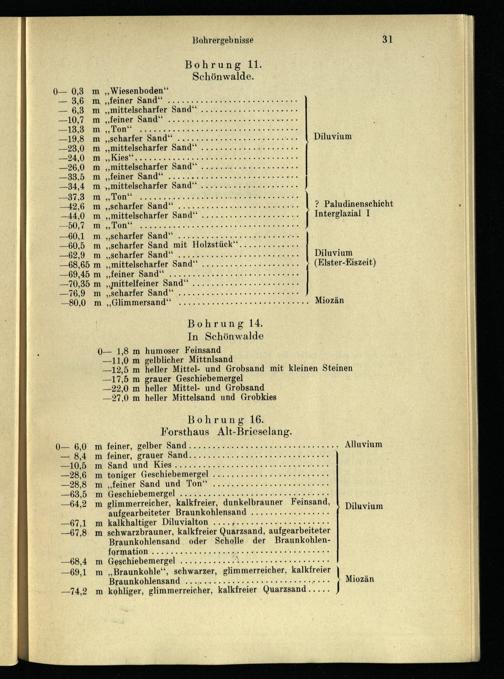 Bohrergebnisse 31
Bohrung 11.
Schönwalde.
0— 0,3 m „Wiesenboden“
— 3,6 m „feiner Sand“
— 6,3 m „mittelscharfer Sand“
—10,7 m „feiner Sand“
—13,3 m „Ton“
—19,8 m „scharfer Sand“ Diluvium
—23,0 m „mittelscharfer Sand“
—24,0 m „Kies“
—26,0 m „mittelscharfer Sand“
—33,5 m „feiner Sand“
—34,4 m „mittelscharfer Sand“
—37,3 m „Ton“
—42,6 m „scharfer Sand“ ? Paludinenschicht
—44,0 m „mittelscharfer Sand“ Interglazial I
—50,7 m „Ton“
—60,1 m „scharfer Sand“
—60,5 m „scharfer Sand mit Holzstück“
—62,9 m „scharfer Sand“ Diluvium
—68,65 m „mittelscharfer Sand“ (Elster-Eiszeit)
—69,45 m „feiner Sand“
—70,35 m „mittelfeiner Sand“
—76,9 m „scharfer Sand“
—80,0 m „Glimmersand“ Miozän
Bohrung 14.
In Schönwalde
0— 1,8 m humoser Feinsand
—11,0 m gelblicher Mittnlsand
—12,5 m heller Mittel- und Grobsand mit kleinen Steinen
—17,5 m grauer Geschiebemergel
—22,0 m heller Mittel- und Grobsand
—27,0 m heller Mittelsand und Grobkies
Bohrung 16.
Forsthaus Alt-Brieselang.
0— 6,0 m feiner, gelber Sand Alluvium
— 8,4 m feiner, grauer Sand
—10,5 m Sand und Kies
—28,6 m toniger Geschiebemergel
—28,8 m „feiner Sand und Ton“
—63,5 m Geschiebemergel
—64,2 m glimmerreicher, kalkfreier, dunkelbrauner Feinsand, Diluvium
aufgearbeiteter Braunkohlensand
—67,1 m kalkhaltiger Diluvialton
—67,8 m schwarzbrauner, kalkfreier Quarzsand, aufgearbeiteter
Braunkohlensand oder Scholle der Braunkohlen-
formation
—68,4 m Geschiebemergel
—69,1 m „Braunkohle“, schwarzer, glimmerreicher, kalkfreier
Braunkohlensand Miozän
—74,2 m kohliger, glimmerreicher, kalkfreier Quarzsand